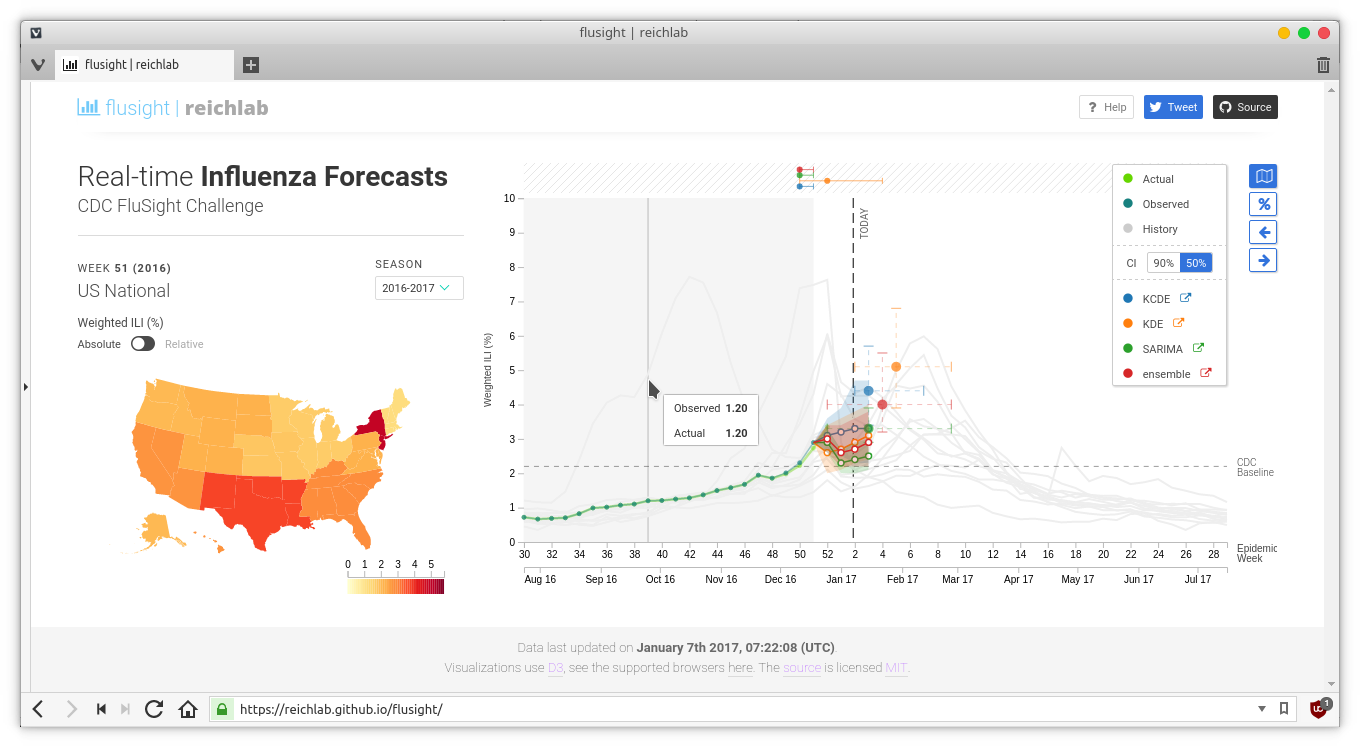 flusight | reichlab
flusight | reichlab
flusight | reichlab
? Help
Tweet
Source
Real-time Influenza Forecasts
CDC FluSight Challenge
WEEK 51 (2016)
US National
SEASON
2016-2017
Weighted ILI (%)
Absolute
Relative
0 1 2 3 4 5
Weighted ILI (%)
10
9
8
7
6
5
4
3
2
1
0
TODAY
Observed 1.20
Actual 1.20
CDC
Baseline
30 32 34 36 38 40 42 44 46 48 50 52 2 4 6 8 10 12 14 16 18 20 22 24 26 28
Epidemic
Week
Aug 16 Sep 16 Oct 16 Nov 16 Dec 16 Jan 17 Feb 17 Mar 17 Apr 17 May 17 Jun 17 Jul 17
Actual
Observed
History
CI 90% 50%
KCDE
KDE
SARIMA
ensemble
%
Data last updated on January 7th 2017, 07:22:08 (UTC).
Visualizations use D3, see the supported browsers here. The source is licensed MIT.
https://reichlab.github.io/flusight/
1